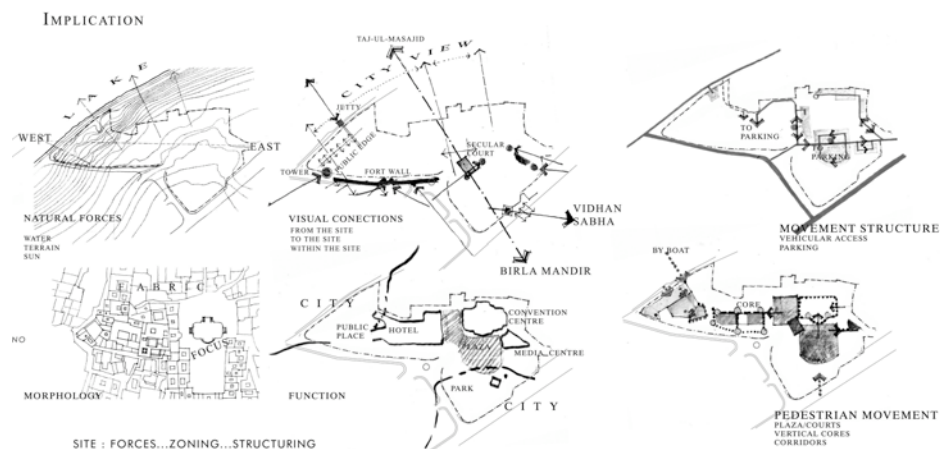 IMPLICATION
LAKE
WEST
EAST
NATURAL FORCES
WATER
TERRAIN
SUN
TAJ-UL-MASAJID
CITY VIEW
JETTY
PUBLIC EDGE
SECULAR
COURT
TOWER
FORT WALL
VISUAL CONECTIONS
FROM THE SITE
TO THE SITE
WITHIN THE SITE
VIDHAN
SABHA
BIRLA MANDIR
TO
PARKING
TO
PARKING
MOVEMENT STRUCTURE
VEHICULAR ACCESS
PARKING
FABRIC
FOCUS
NO
MORPHOLOGY
CITY
PUBLIC
PLACE
HOTEL
CONVENTION
CENTRE
PLAZA
MEDIA CENTRE
PARK
CITY
FUNCTION
BY BOAT
CORE
PEDESTRIAN MOVEMENT
PLAZA/COURTS
VERTICAL CORES
CORRIDORS
SITE : FORCES...ZONING...STRUCTURING